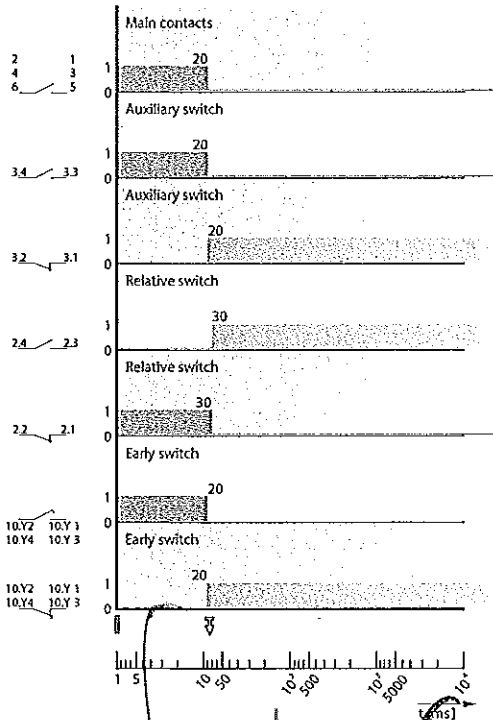 Main contacts
20
2 1
4 3
6 5
1
0
Auxiliary switch
20
1
3.4 3.3
0
Auxiliary switch
20
1
3.2 3.1
0
Relative switch
30
1
2.4 2.3
0
Relative switch
30
1
2.2 2.1
0
Early switch
20
1
0
10.Y2 10.Y1
10.Y4 10.Y3
Early switch
20
1
10.Y2 10.Y1
10.Y4 10.Y3
0
1 5 10 50 10² 500 10³ 5000 10⁴
t[ms]